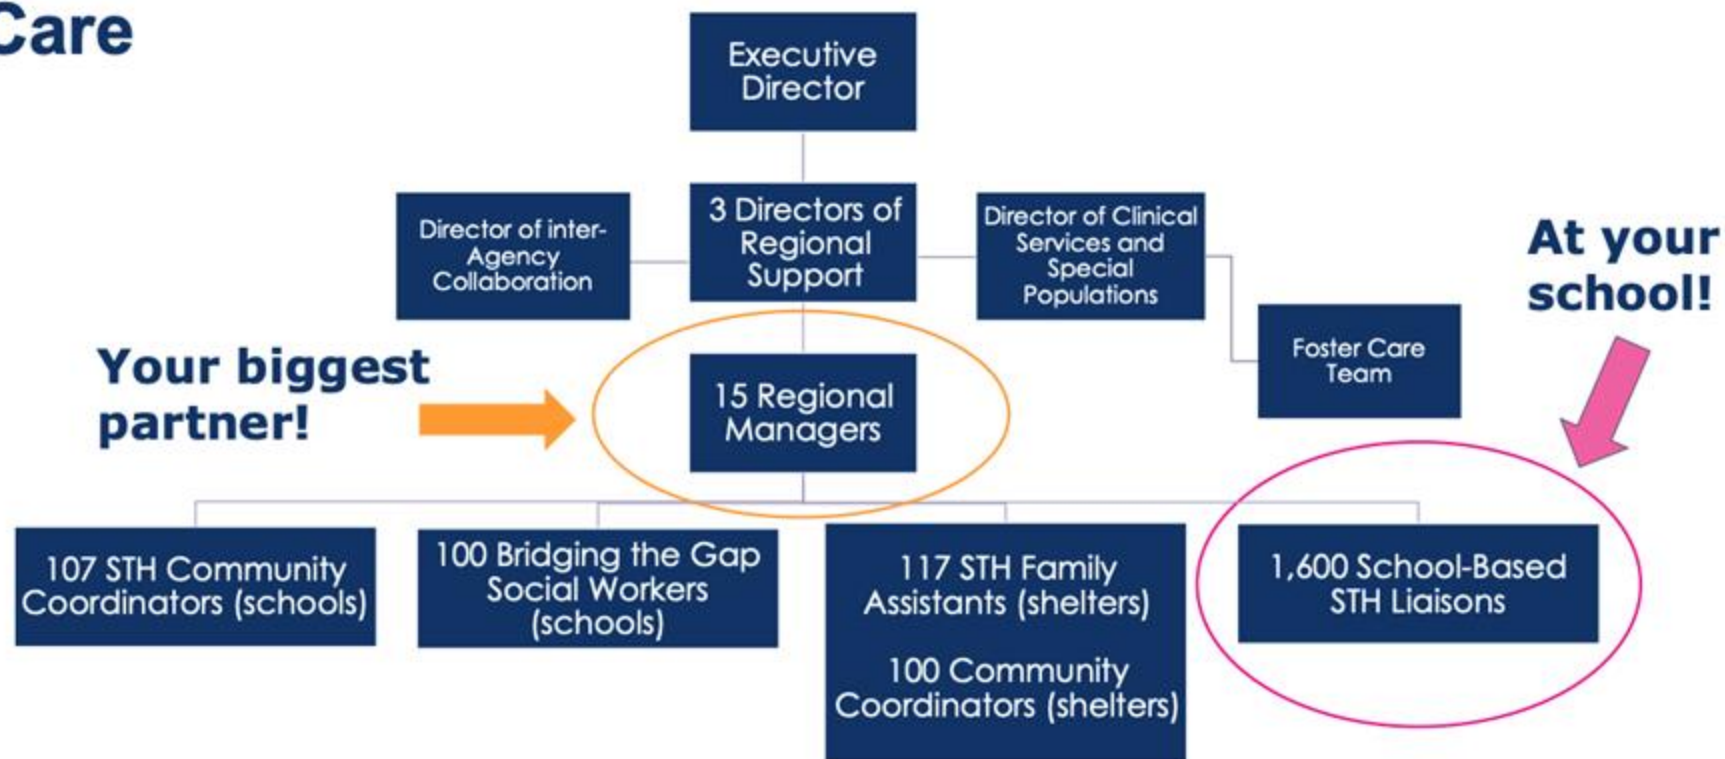 Care
Executive
Director
Director of inter-
Agency
Collaboration
3 Directors of
Regional
Support
Director of Clinical
Services and
Special
Populations
At your
school!
Foster Care
Team
Your biggest
partner!
15 Regional
Managers
107 STH Community
Coordinators (schools)
100 Bridging the Gap
Social Workers
(schools)
117 STH Family
Assistants (shelters)
100 Community
Coordinators (shelters)
1,600 School-Based
STH Liaisons